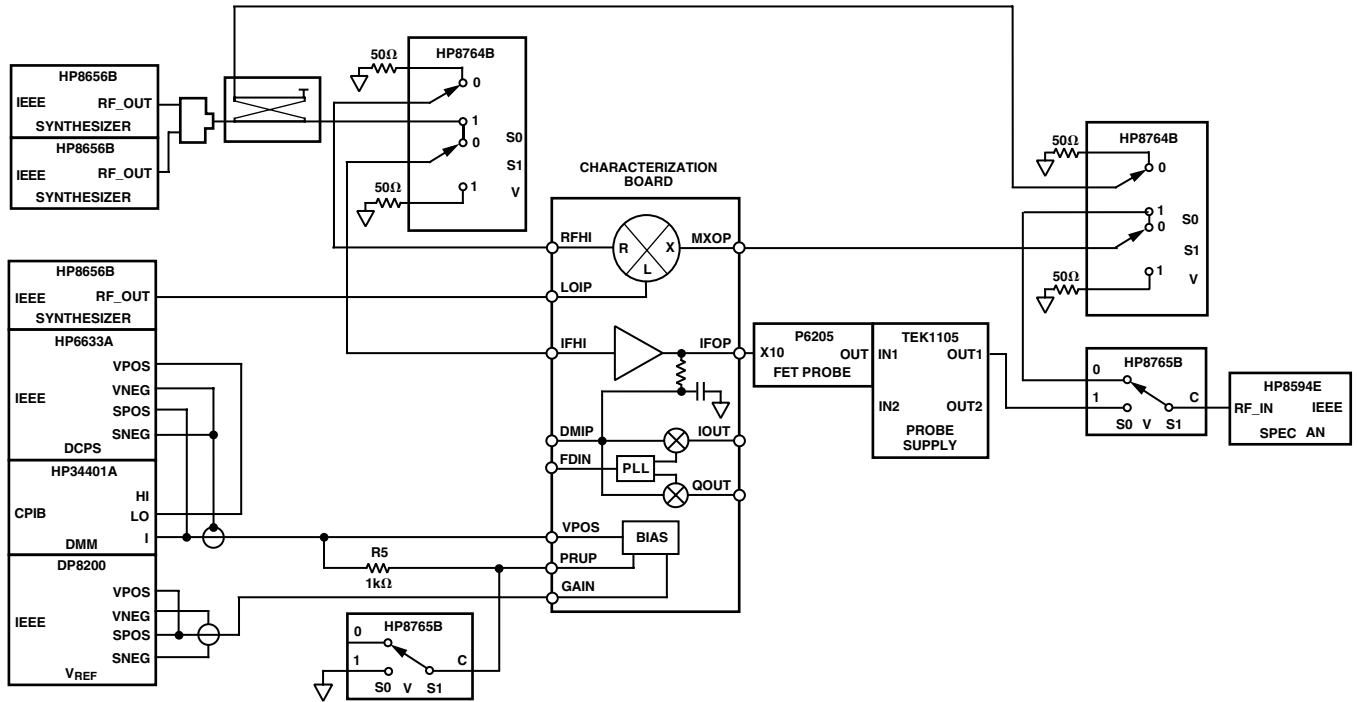 HP8656B
IEEE RF_OUT
SYNTHESIZER
HP8656B
IEEE RF_OUT
SYNTHESIZER
50Ω
HP8764B
0
1
0
S0
S1
50Ω
1
V
CHARACTERIZATION
BOARD
RFHI
R X
L
MXOP
LOIP
IFHI
IFOP
DMIP
IOUT
FDIN
PLL
QOUT
VPOS
BIAS
PRUP
GAIN
HP8656B
IEEE RF_OUT
SYNTHESIZER
HP6633A
VPOS
VNEG
IEEE
SPOS
SNEG
DCPS
HP34401A
HI
CPIB
LO
I
DMM
DP8200
VPOS
VNEG
IEEE
SPOS
SNEG
VREF
R5
1kΩ
HP8765B
0
1
C
S0 V S1
P6205
X10 OUT
FET PROBE
TEK1105
IN1 OUT1
IN2 OUT2
PROBE
SUPPLY
50Ω
HP8764B
0
1
0
S0
S1
50Ω
1
V
HP8765B
0
1
C
S0 V S1
HP8594E
RF_IN IEEE
SPEC AN